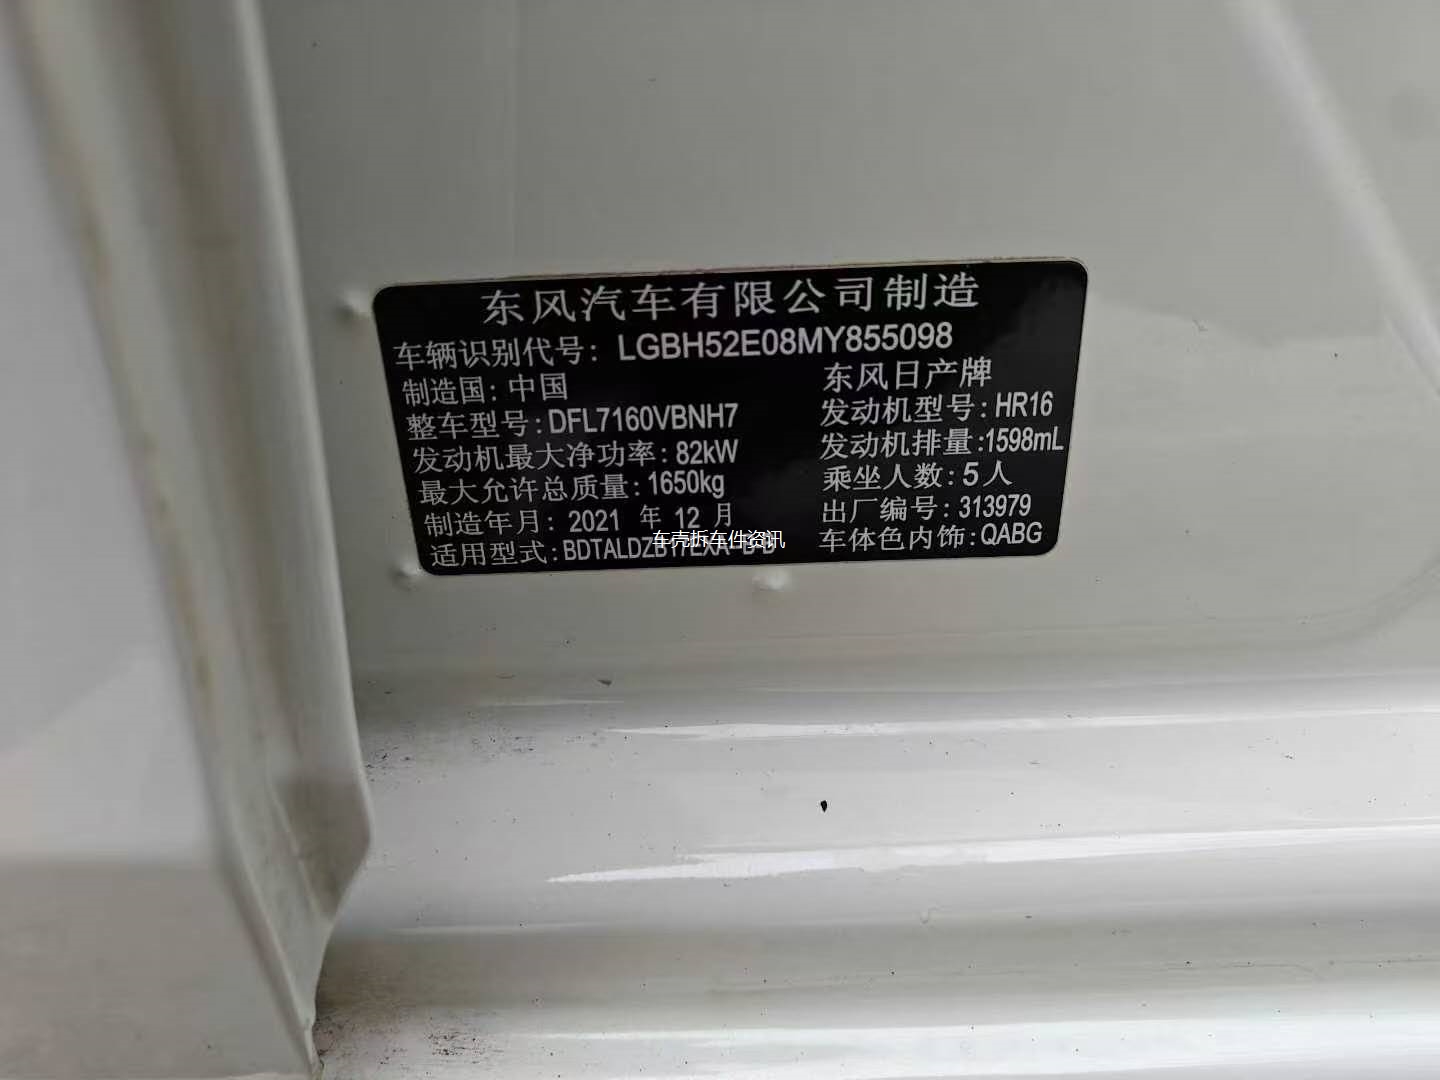 东风汽车有限公司制造
车辆识别代号: LGBH52E08MY855098
制造国: 中国 东风日产牌
整车型号: DFL7160VBNH7 发动机型号: HR16
发动机最大净功率: 82kW 发动机排量: 1598mL
最大允许总质量: 1650kg 乘坐人数: 5人
制造年月: 2021 年 12 月 出厂编号: 313979
适用型式: 车体色内饰: QABG
车壳拆车件资讯